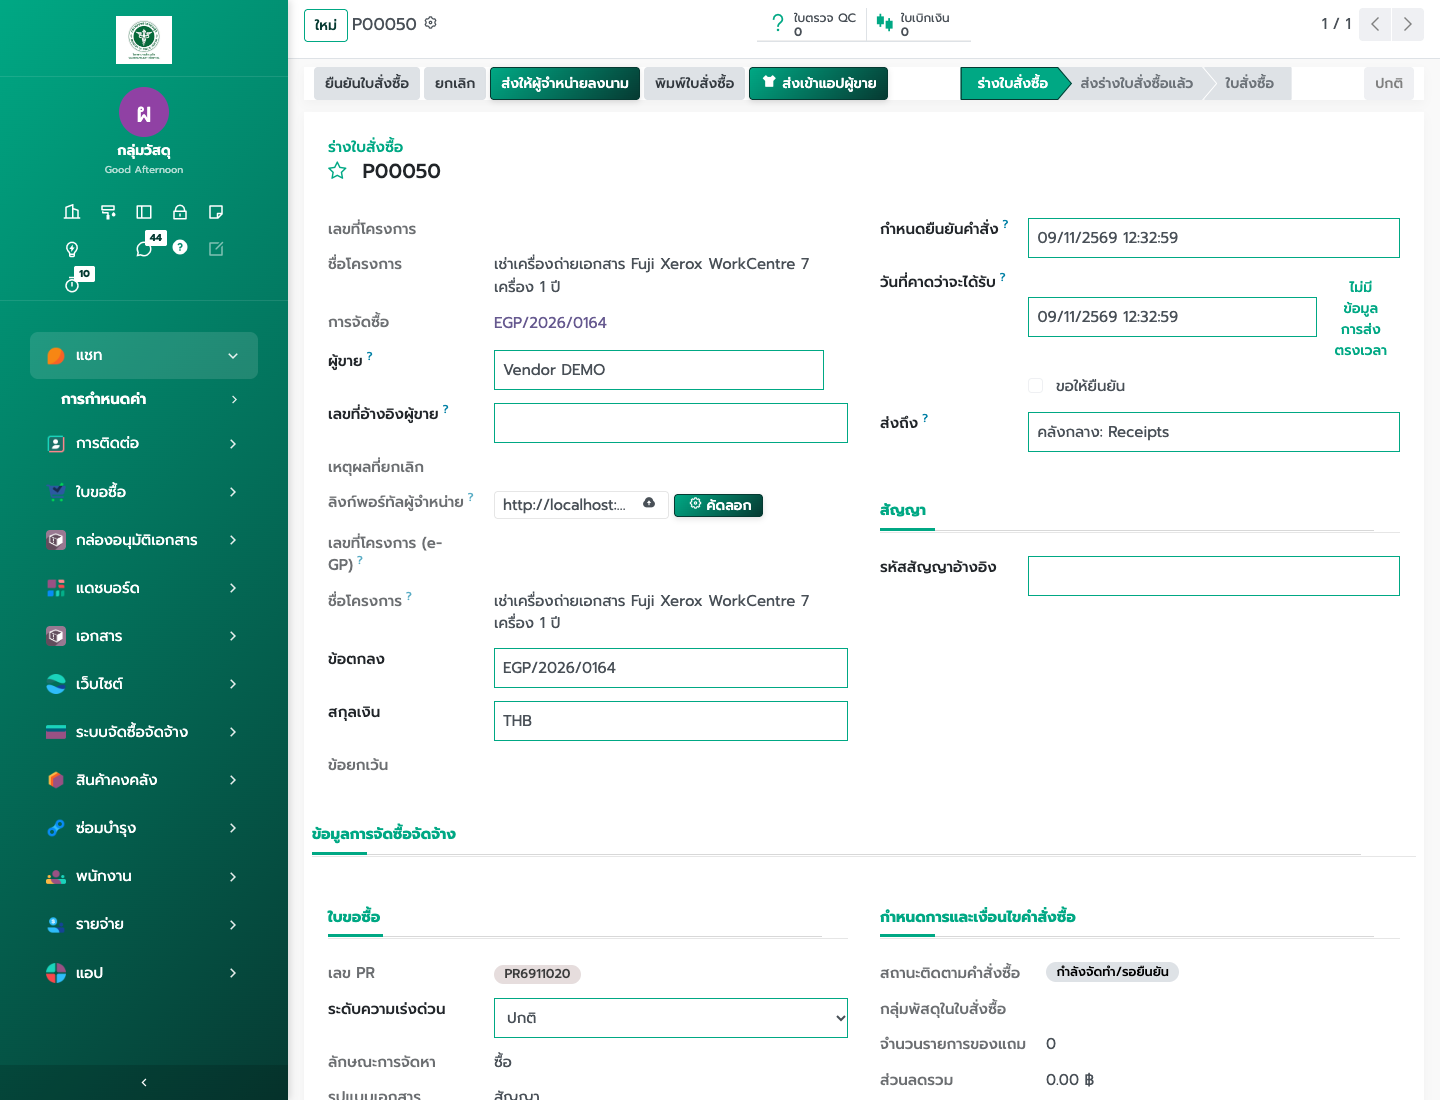 ใหม่
P00050
ใบตรวจ QC
0
ใบเบิกเงิน
0
1 / 1
ผ
กลุ่มวัสดุ
Good Afternoon
44
10
แชท
การกำหนดค่า
การติดต่อ
ใบขอซื้อ
กล่องอนุมัติเอกสาร
แดชบอร์ด
เอกสาร
เว็บไซต์
ระบบจัดซื้อจัดจ้าง
สินค้าคงคลัง
ซ่อมบำรุง
พนักงาน
รายจ่าย
แอป
ยืนยันใบสั่งซื้อ
ยกเลิก
ส่งให้ผู้จำหน่ายลงนาม
พิมพ์ใบสั่งซื้อ
ส่งเข้าแอปผู้ขาย
ร่างใบสั่งซื้อ
ส่งร่างใบสั่งซื้อแล้ว
ใบสั่งซื้อ
ปกติ
ร่างใบสั่งซื้อ
P00050
เลขที่โครงการ
ชื่อโครงการ
เช่าเครื่องถ่ายเอกสาร Fuji Xerox WorkCentre 7
เครื่อง 1 ปี
การจัดซื้อ
EGP/2026/0164
ผู้ขาย ?
Vendor DEMO
เลขที่อ้างอิงผู้ขาย ?
เหตุผลที่ยกเลิก
ลิงก์พอร์ทัลผู้จำหน่าย ?
http://localhost:...
คัดลอก
เลขที่โครงการ (e-
GP) ?
ชื่อโครงการ ?
เช่าเครื่องถ่ายเอกสาร Fuji Xerox WorkCentre 7
เครื่อง 1 ปี
ข้อตกลง
EGP/2026/0164
สกุลเงิน
THB
ข้อยกเว้น
กำหนดยืนยันคำสั่ง ?
09/11/2569 12:32:59
วันที่คาดว่าจะได้รับ ?
09/11/2569 12:32:59
ไม่มี
ข้อมูล
การส่ง
ตรงเวลา
ขอให้ยืนยัน
ส่งถึง ?
คลังกลาง: Receipts
สัญญา
รหัสสัญญาอ้างอิง
ข้อมูลการจัดซื้อจัดจ้าง
ใบขอซื้อ
เลข PR
PR6911020
ระดับความเร่งด่วน
ปกติ
ลักษณะการจัดหา
ซื้อ
รูปแบบเอกสาร
สัญญา
กำหนดการและเงื่อนไขคำสั่งซื้อ
สถานะติดตามคำสั่งซื้อ
กำลังจัดทำ/รอยืนยัน
กลุ่มพัสดุในใบสั่งซื้อ
จำนวนรายการของแถม
0
ส่วนลดรวม
0.00 ฿